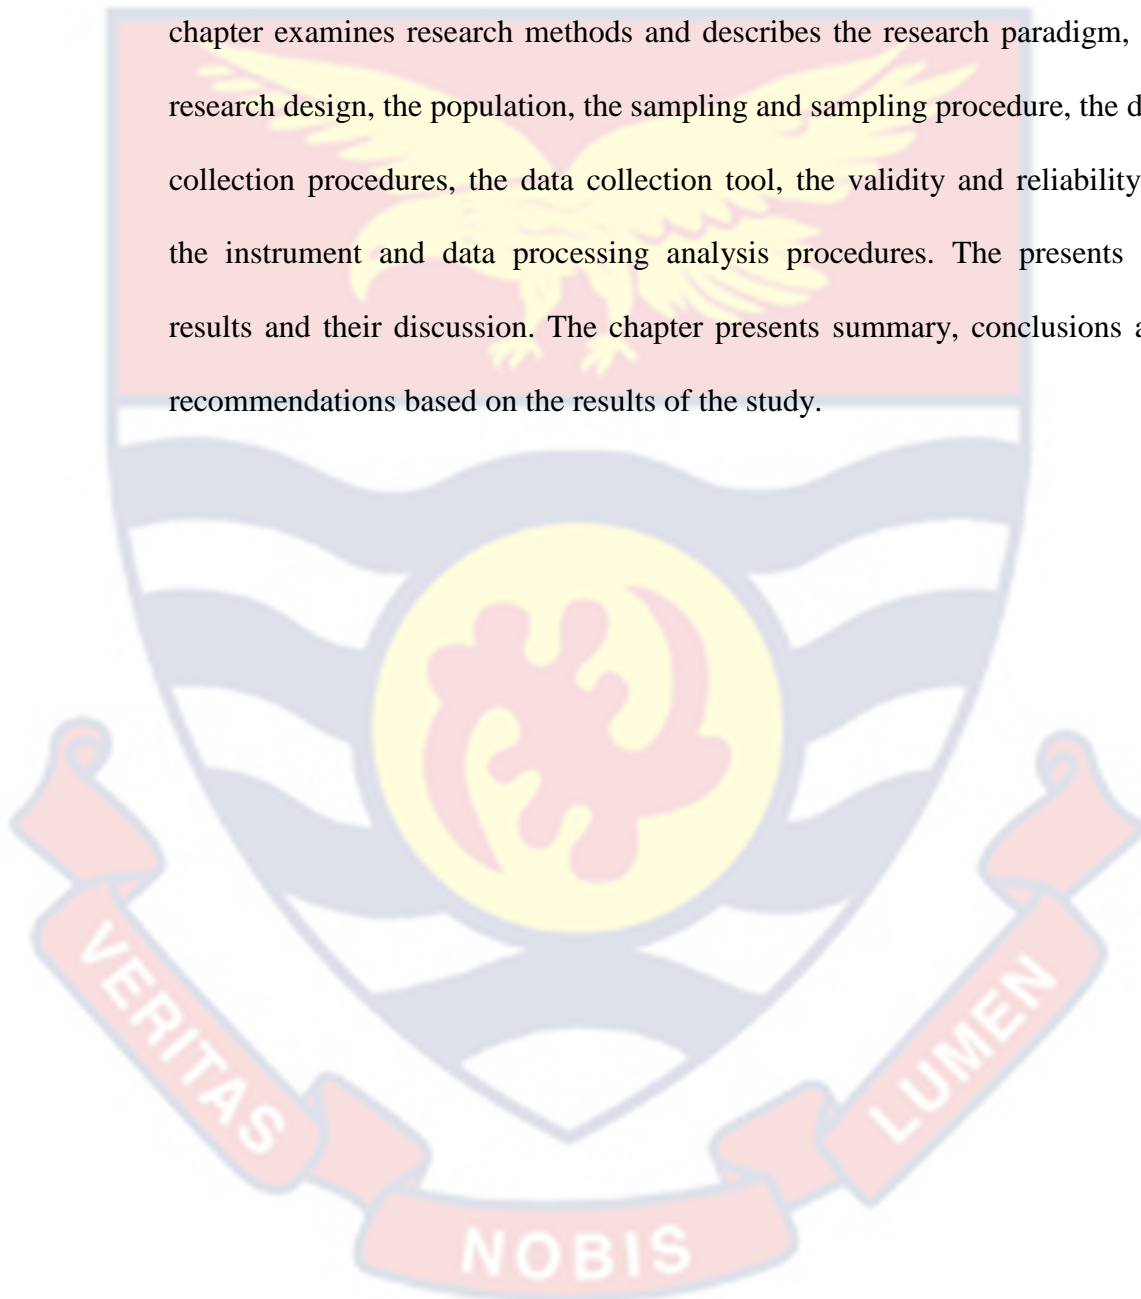 chapter examines research methods and describes the research paradigm,
research design, the population, the sampling and sampling procedure, the d
collection procedures, the data collection tool, the validity and reliability
the instrument and data processing analysis procedures. The presents
results and their discussion. The chapter presents summary, conclusions a
recommendations based on the results of the study.
VERITAS
NOBIS
LUMEN